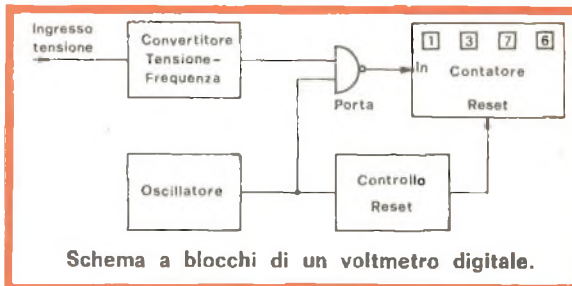 Ingresso
tensione
Convertitore
Tensione-
Frequenza
Porta
1 3 7 6
In
Contatore
Reset
Oscillatore
Controllo
Reset
Schema a blocchi di un voltmetro digitale.